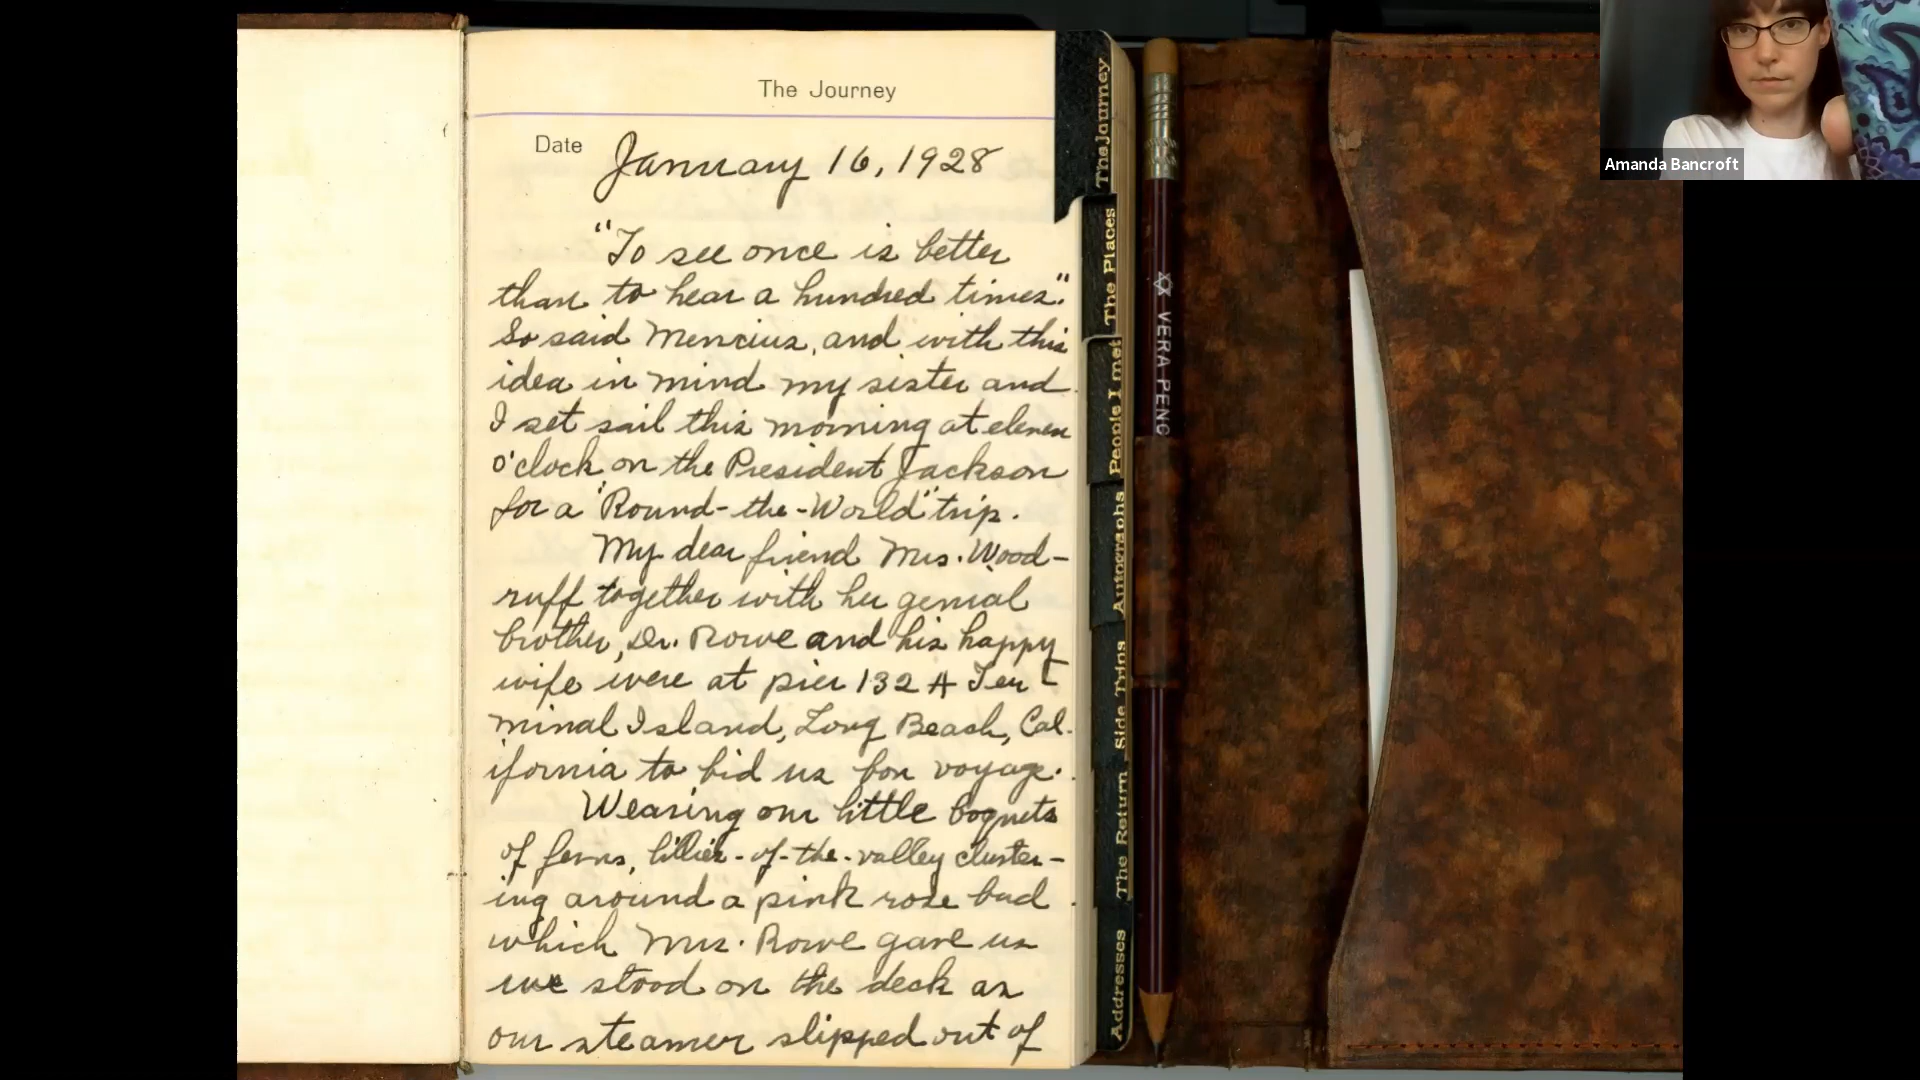 The Journey
Date January 16, 1928
"To see once is better
than to hear a hundred times."
So said Mencius, and with this
idea in mind my sister and
I set sail this morning at eleven
o'clock on the President Jackson
for a "Round-the-World" trip.
My dear friend Mrs. Wood-
ruff together with her genial
brother, Dr. Rowe and his happy
wife were at pier 132 A Ter-
minal Island, Long Beach, Cal-
ifornia to bid us bon voyage.
Wearing our little boquets
of ferns, lillies-of-the-valley cluster-
ing around a pink rose bud
which Mrs. Rowe gave us
we stood on the deck as
our steamer slipped out of
The Journey
The Places
People I met
Autographs
Side Trips
The Return
Addresses
VERA PENC
Amanda Bancroft